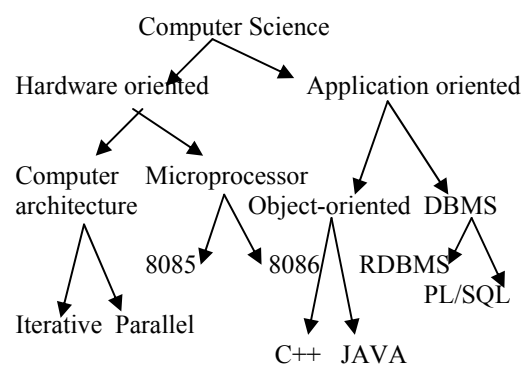 Computer Science
Hardware oriented
Application oriented
Computer
architecture
Microprocessor
Object-oriented
DBMS
8085
8086
RDBMS
PL/SQL
Iterative
Parallel
C++
JAVA